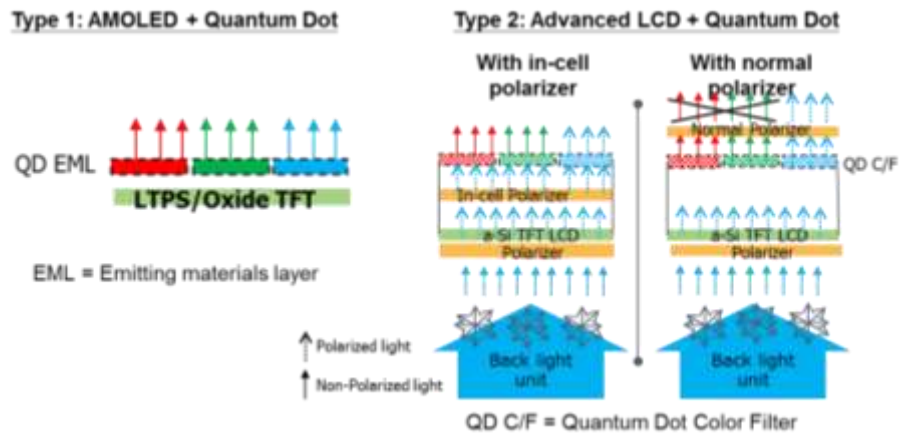 Type 1: AMOLED + Quantum Dot
Type 2: Advanced LCD + Quantum Dot
With in-cell
polarizer
With normal
polarizer
Normal Polarizer
QD EML
QD C/F
LTPS/Oxide TFT
In-cell Polarizer
a-Si TFT LCD
a-Si TFT LCD
Polarizer
Polarizer
EML = Emitting materials layer
Polarized light
Non-Polarized light
Back light
unit
Back light
unit
QD C/F = Quantum Dot Color Filter